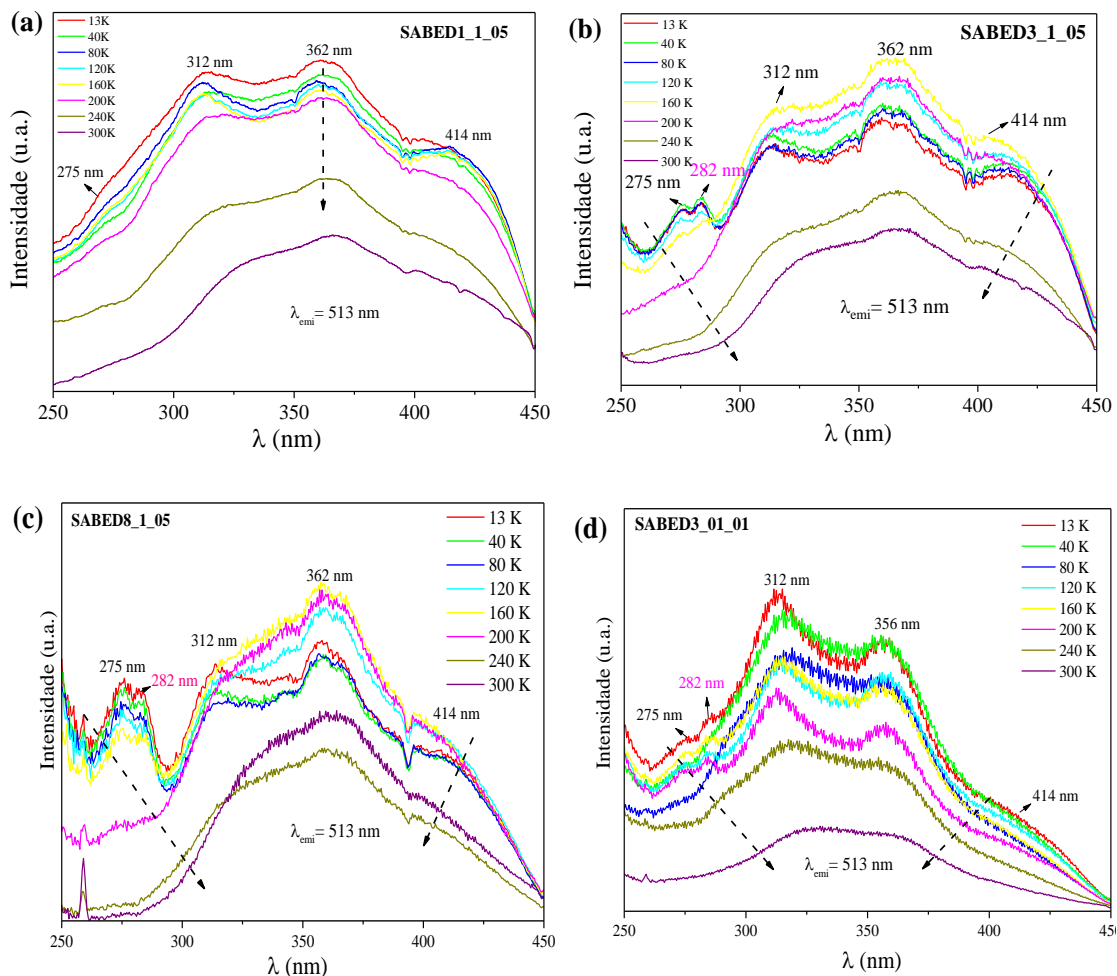 (a)
SABED1_1_05
13K
40K
80K
120K
160K
200K
240K
300K
312 nm
362 nm
414 nm
275 nm
λemi= 513 nm
Intensidade (u.a.)
250 300 350 400 450
λ (nm)
(b)
SABED3_1_05
13 K
40 K
80 K
120 K
160 K
200 K
240 K
300 K
362 nm
312 nm
414 nm
282 nm
275 nm
λemi= 513 nm
Intensidade (u.a.)
250 300 350 400 450
λ (nm)
(c)
SABED8_1_05
13 K
40 K
80 K
120 K
160 K
200 K
240 K
300 K
362 nm
312 nm
275 nm
282 nm
414 nm
λemi= 513 nm
Intensidade (u.a.)
250 300 350 400 450
λ (nm)
(d)
SABED3_01_01
13 K
40 K
80 K
120 K
160 K
200 K
240 K
300 K
312 nm
356 nm
282 nm
275 nm
414 nm
λemi= 513 nm
Intensidade (u.a.)
250 300 350 400 450
λ (nm)